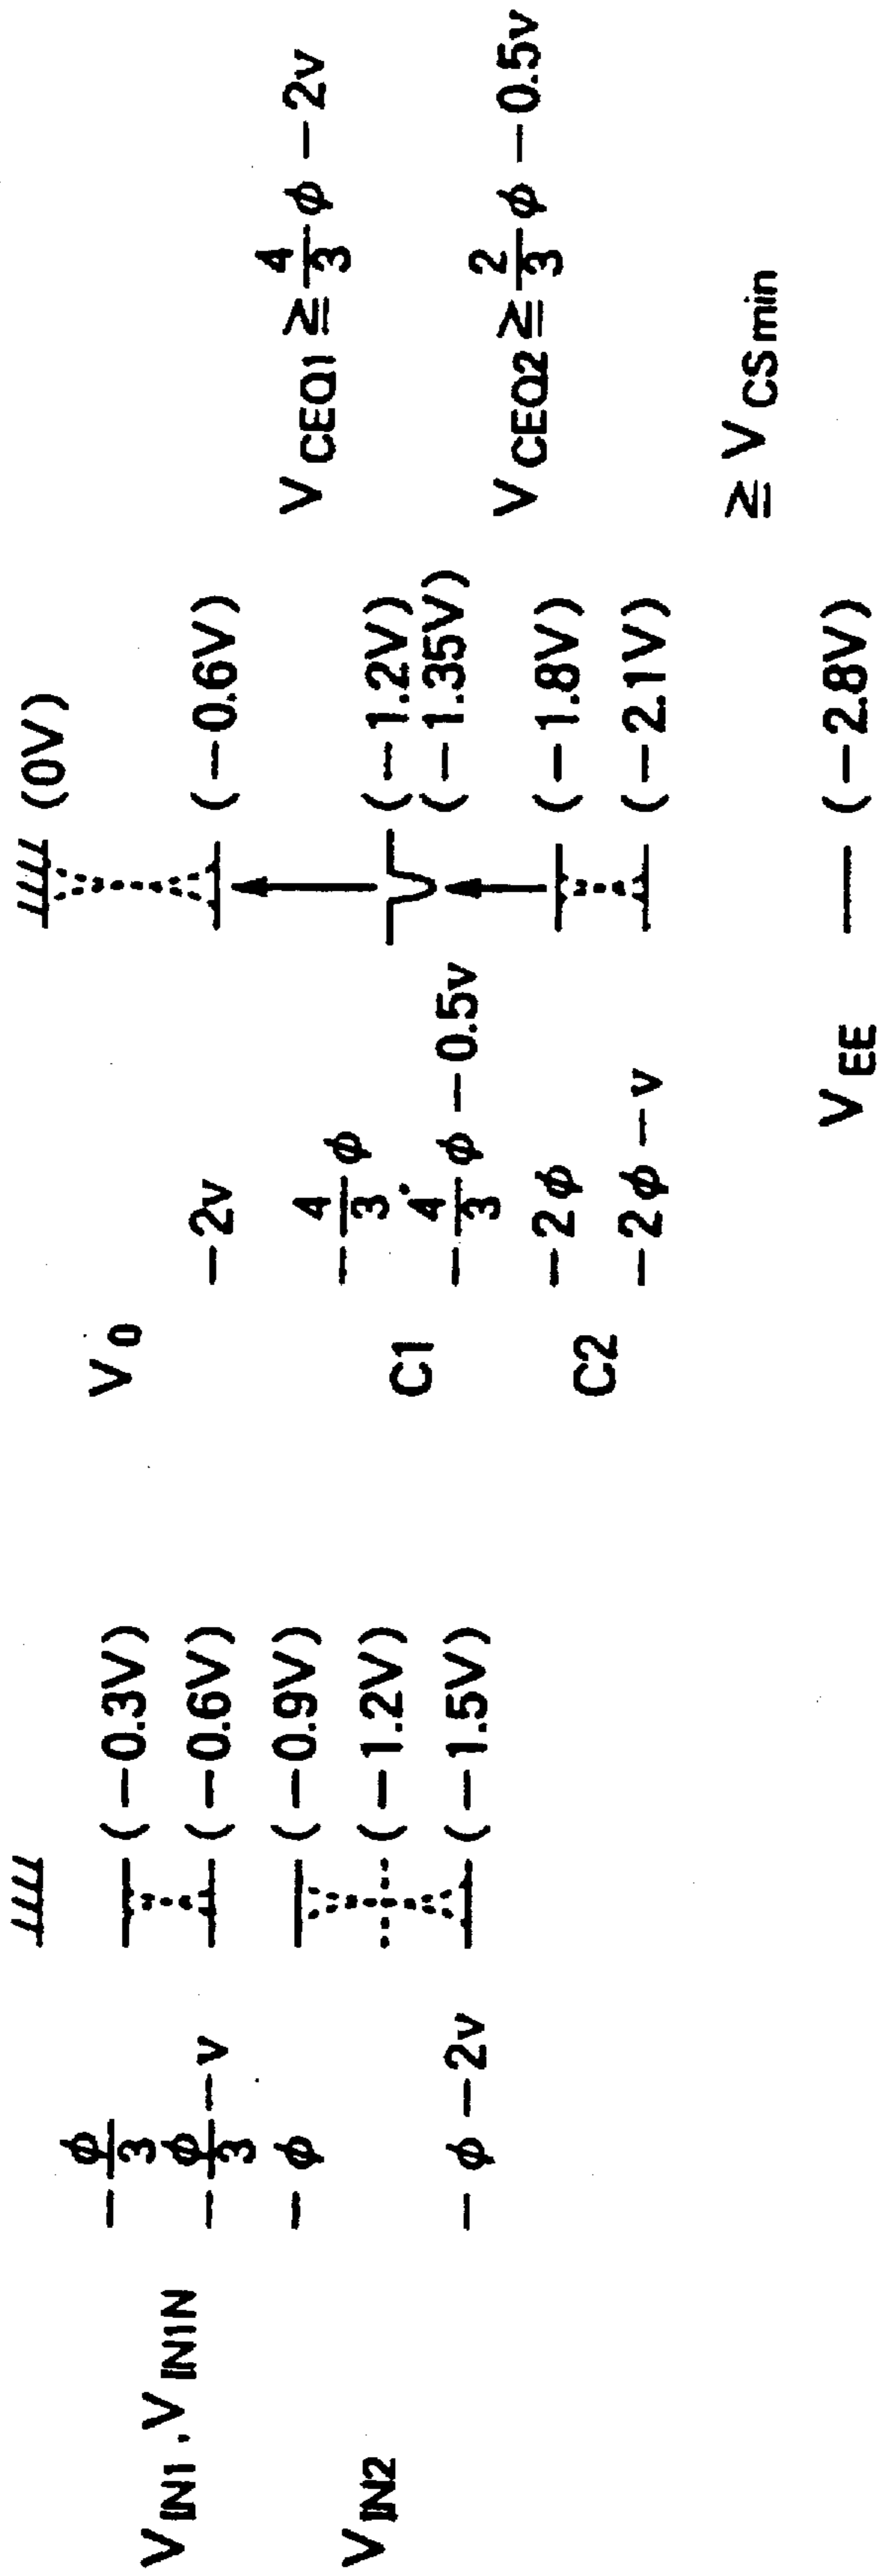 V_IN1, V_IN1N
−φ/3 (−0.3V)
−φ/3−v (−0.6V)
V_IN2
−φ (−0.9V)
(−1.2V)
−φ−2v (−1.5V)
V_0
(0V)
−2v (−0.6V)
V_CEQ1 ≧ 4/3 φ−2v
C1
−4/3 φ (−1.2V)
−4/3 φ−0.5v (−1.35V)
V_CEQ2 ≧ 2/3 φ−0.5v
C2
−2φ (−1.8V)
−2φ−v (−2.1V)
≧ V_CSmin
V_EE (−2.8V)